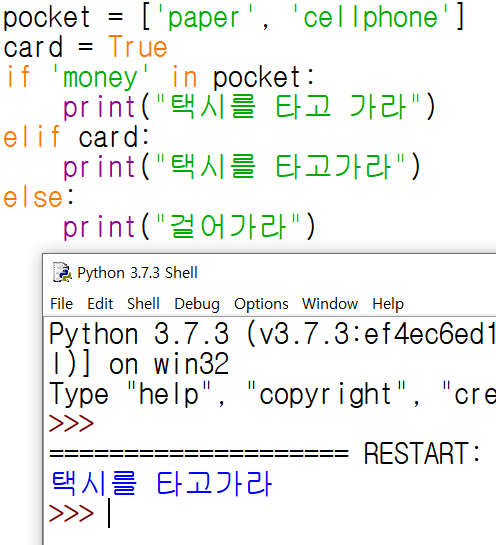 pocket = ['paper', 'cellphone']
card = True
if 'money' in pocket:
    print("택시를 타고 가라")
elif card:
    print("택시를 타고가라")
else:
    print("걸어가라")
Python 3.7.3 Shell
File Edit Shell Debug Options Window Help
Python 3.7.3 (v3.7.3:ef4ec6ed1
l)] on win32
Type "help", "copyright", "cre
>>>
==================== RESTART:
택시를 타고가라
>>>